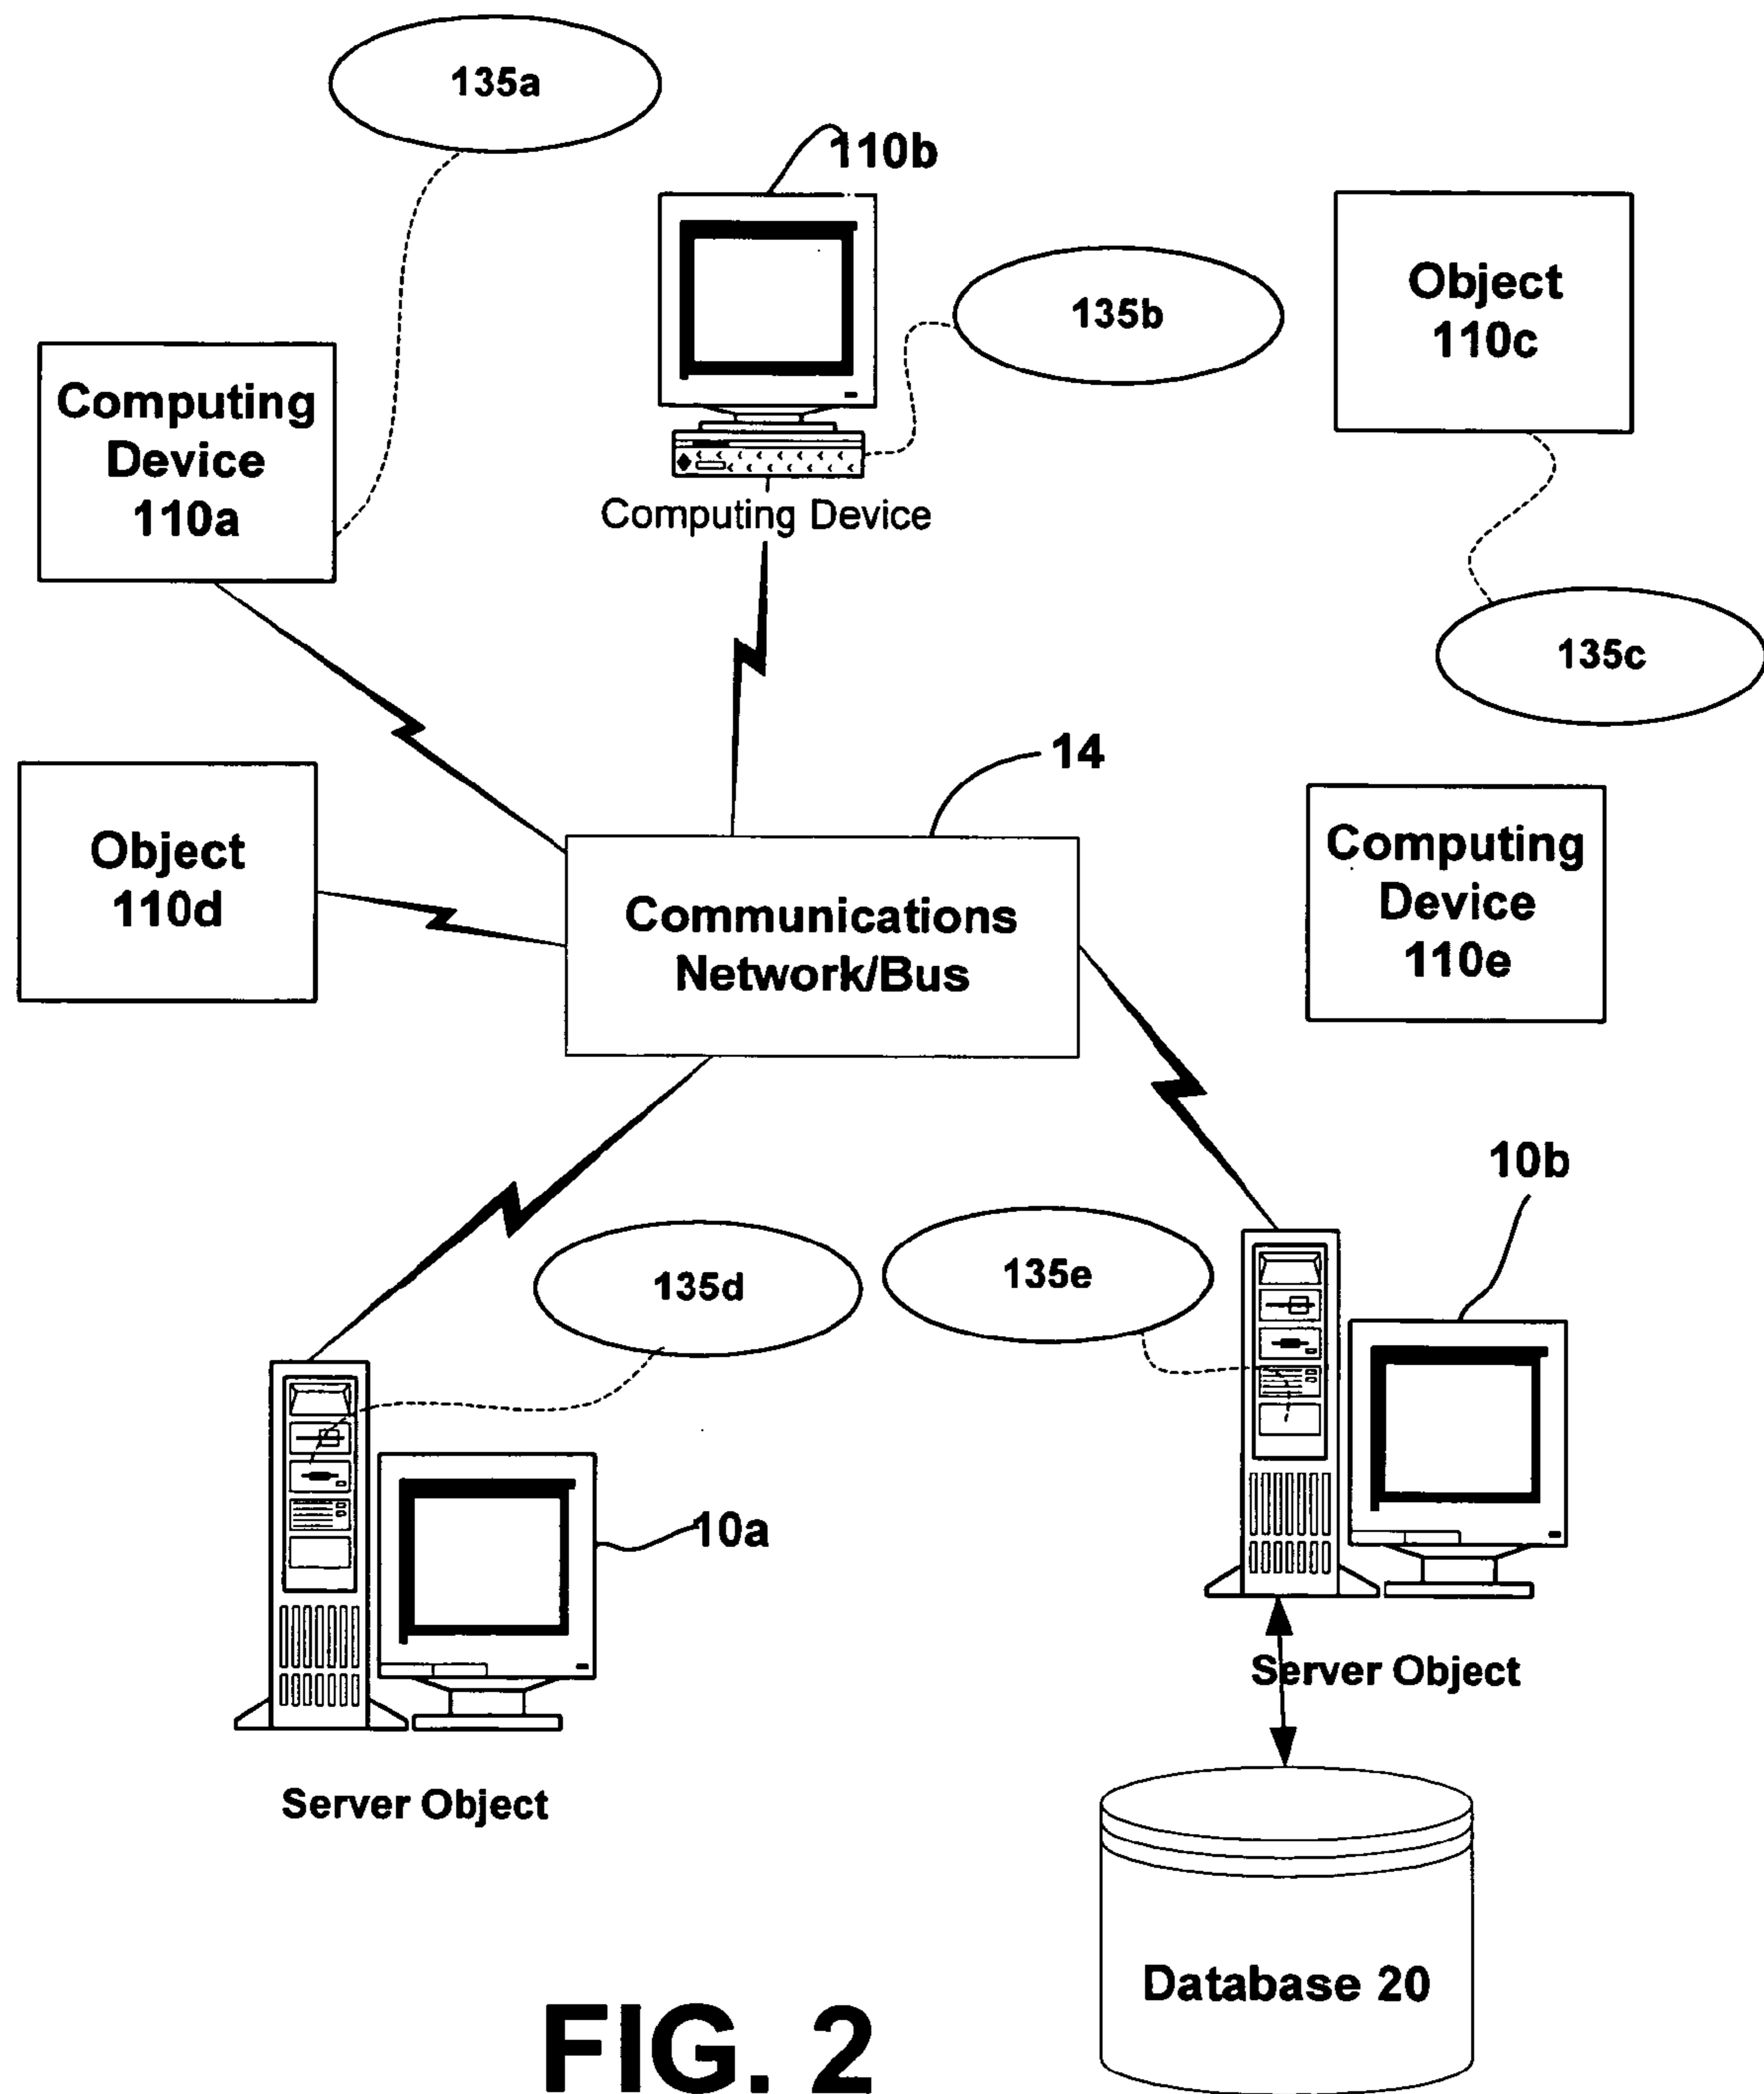 135a
110b
135b
Object
110c
Computing
Device
110a
Computing Device
135c
14
Object
110d
Communications
Network/Bus
Computing
Device
110e
10b
135d
135e
10a
Server Object
Server Object
Database 20
FIG. 2